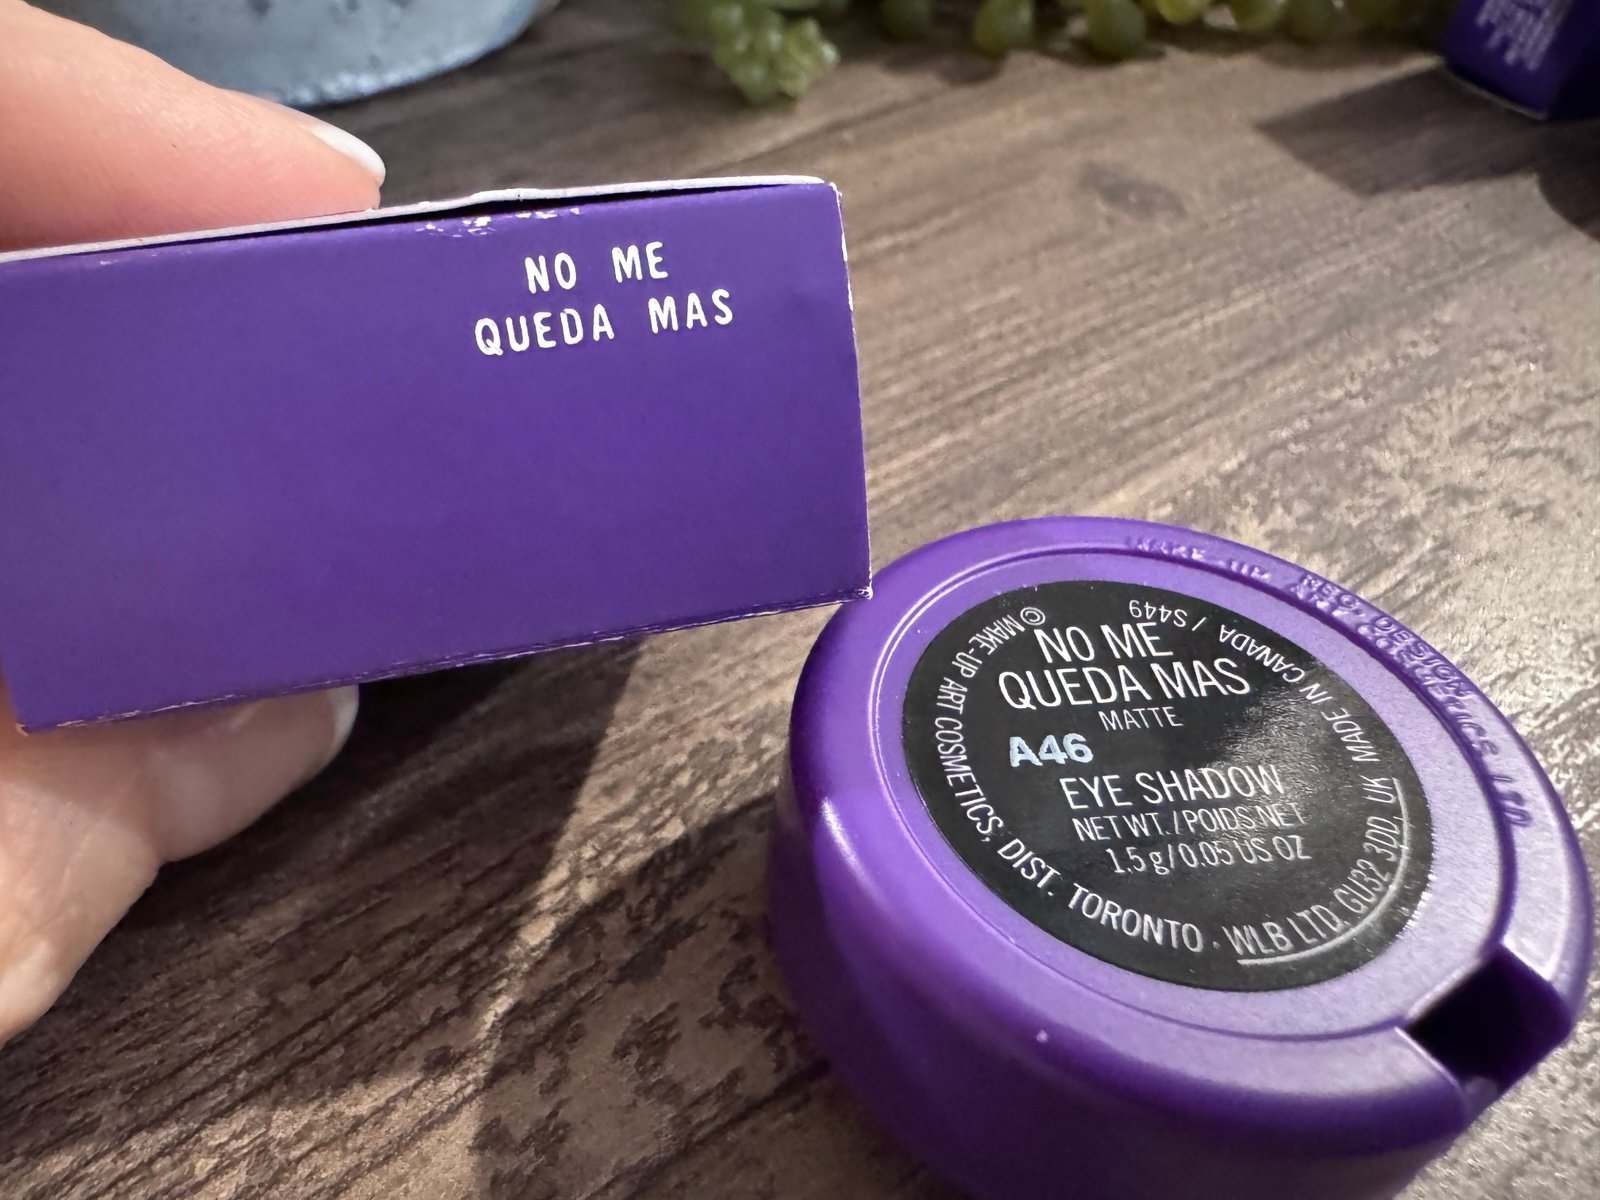 NO ME
QUEDA MAS
NO ME
QUEDA MAS
MATTE
A46
EYE SHADOW
NET WT./POIDS NET
1,5 g/0.05 US OZ
© MAKE-UP ART COSMETICS, DIST. TORONTO · WLB LTD, GU32 3DD, UK MADE IN CANADA / S449